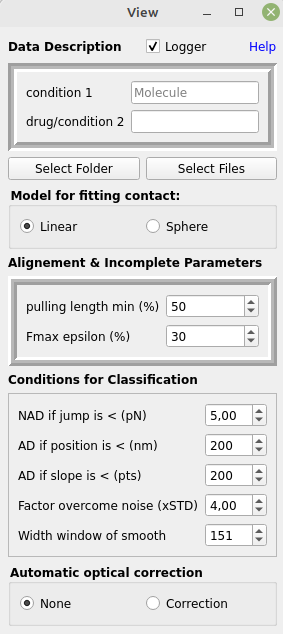 View
Data Description Logger Help
condition 1 Molecule
drug/condition 2
Select Folder Select Files
Model for fitting contact:
Linear Sphere
Alignement & Incomplete Parameters
pulling length min (%) 50
Fmax epsilon (%) 30
Conditions for Classification
NAD if jump is < (pN) 5,00
AD if position is < (nm) 200
AD if slope is < (pts) 200
Factor overcome noise (xSTD) 4,00
Width window of smooth 151
Automatic optical correction
None Correction